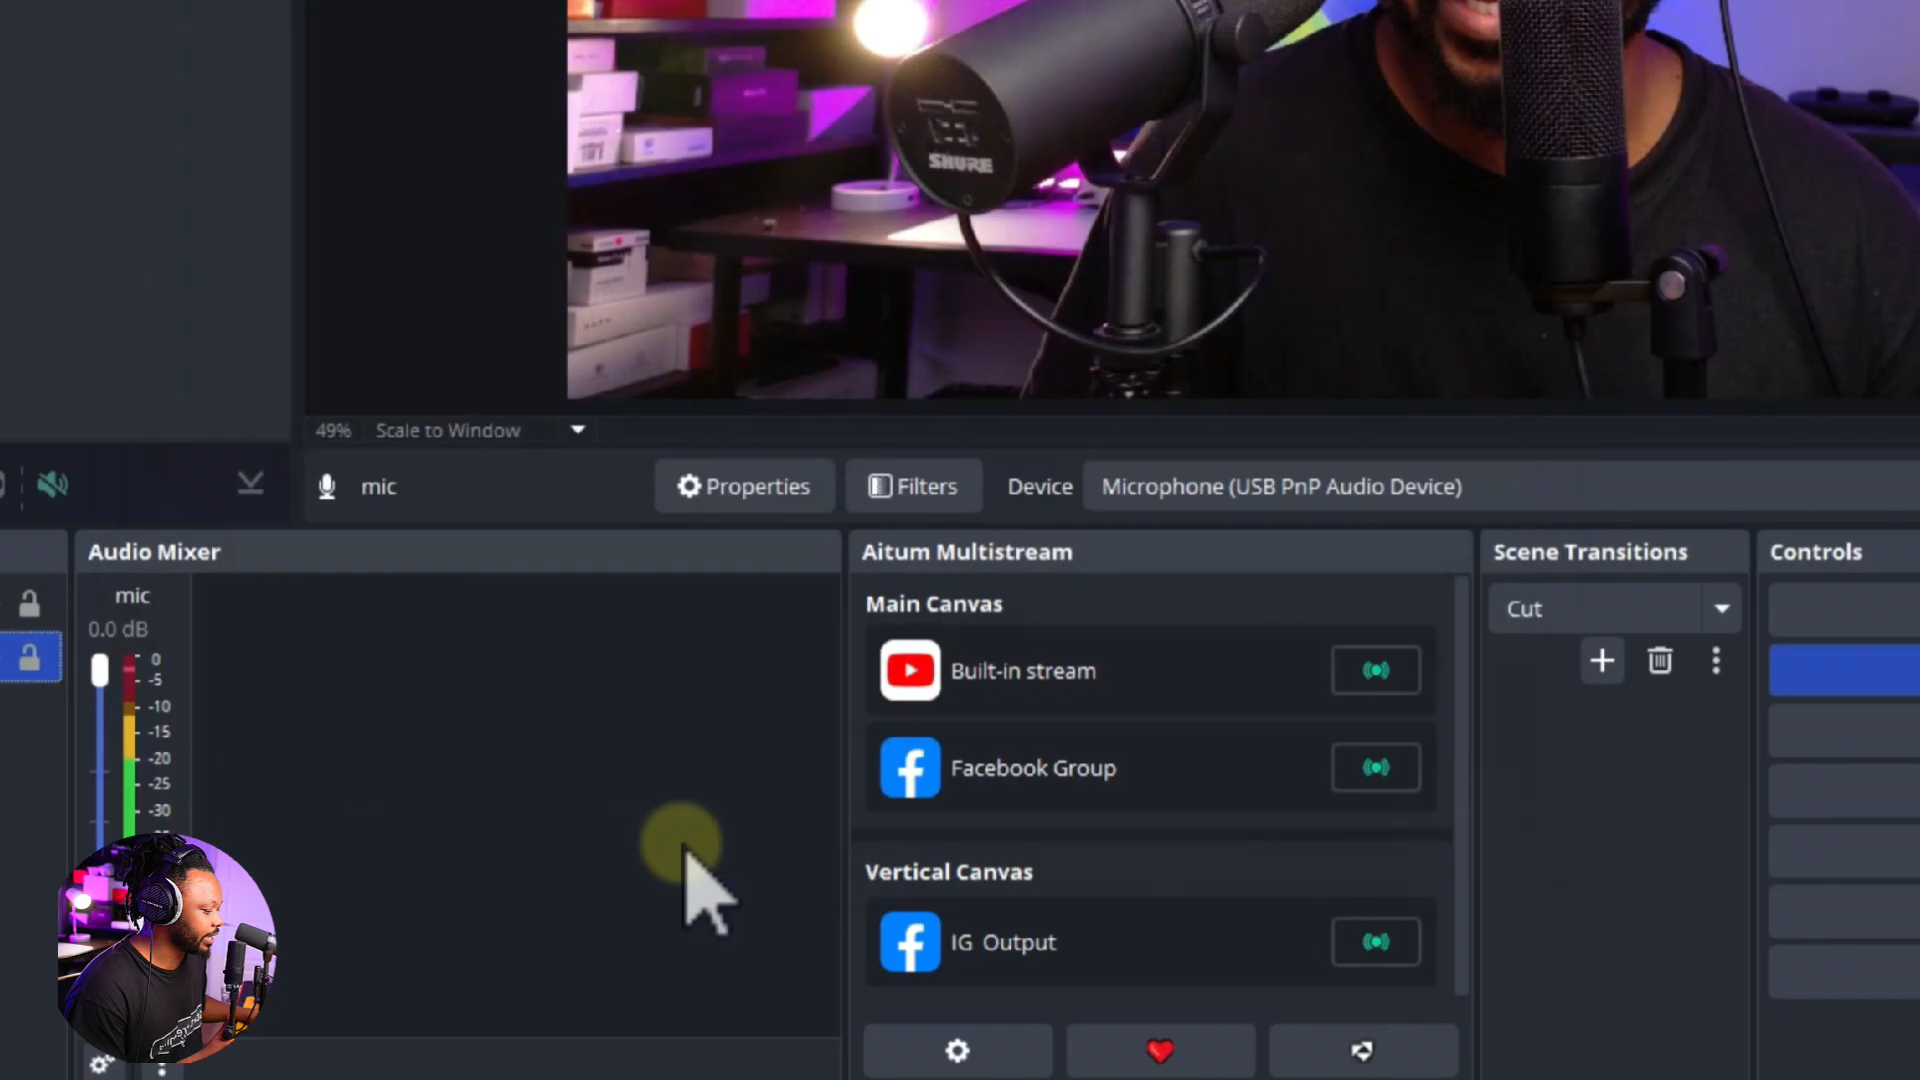 SHURE
49% Scale to Window
mic Properties Filters Device Microphone (USB PnP Audio Device)
Audio Mixer
mic
0.0 dB
0
-5
-10
-15
-20
-25
-30
Aitum Multistream
Main Canvas
Built-in stream
Facebook Group
Vertical Canvas
IG Output
Scene Transitions
Cut
Controls